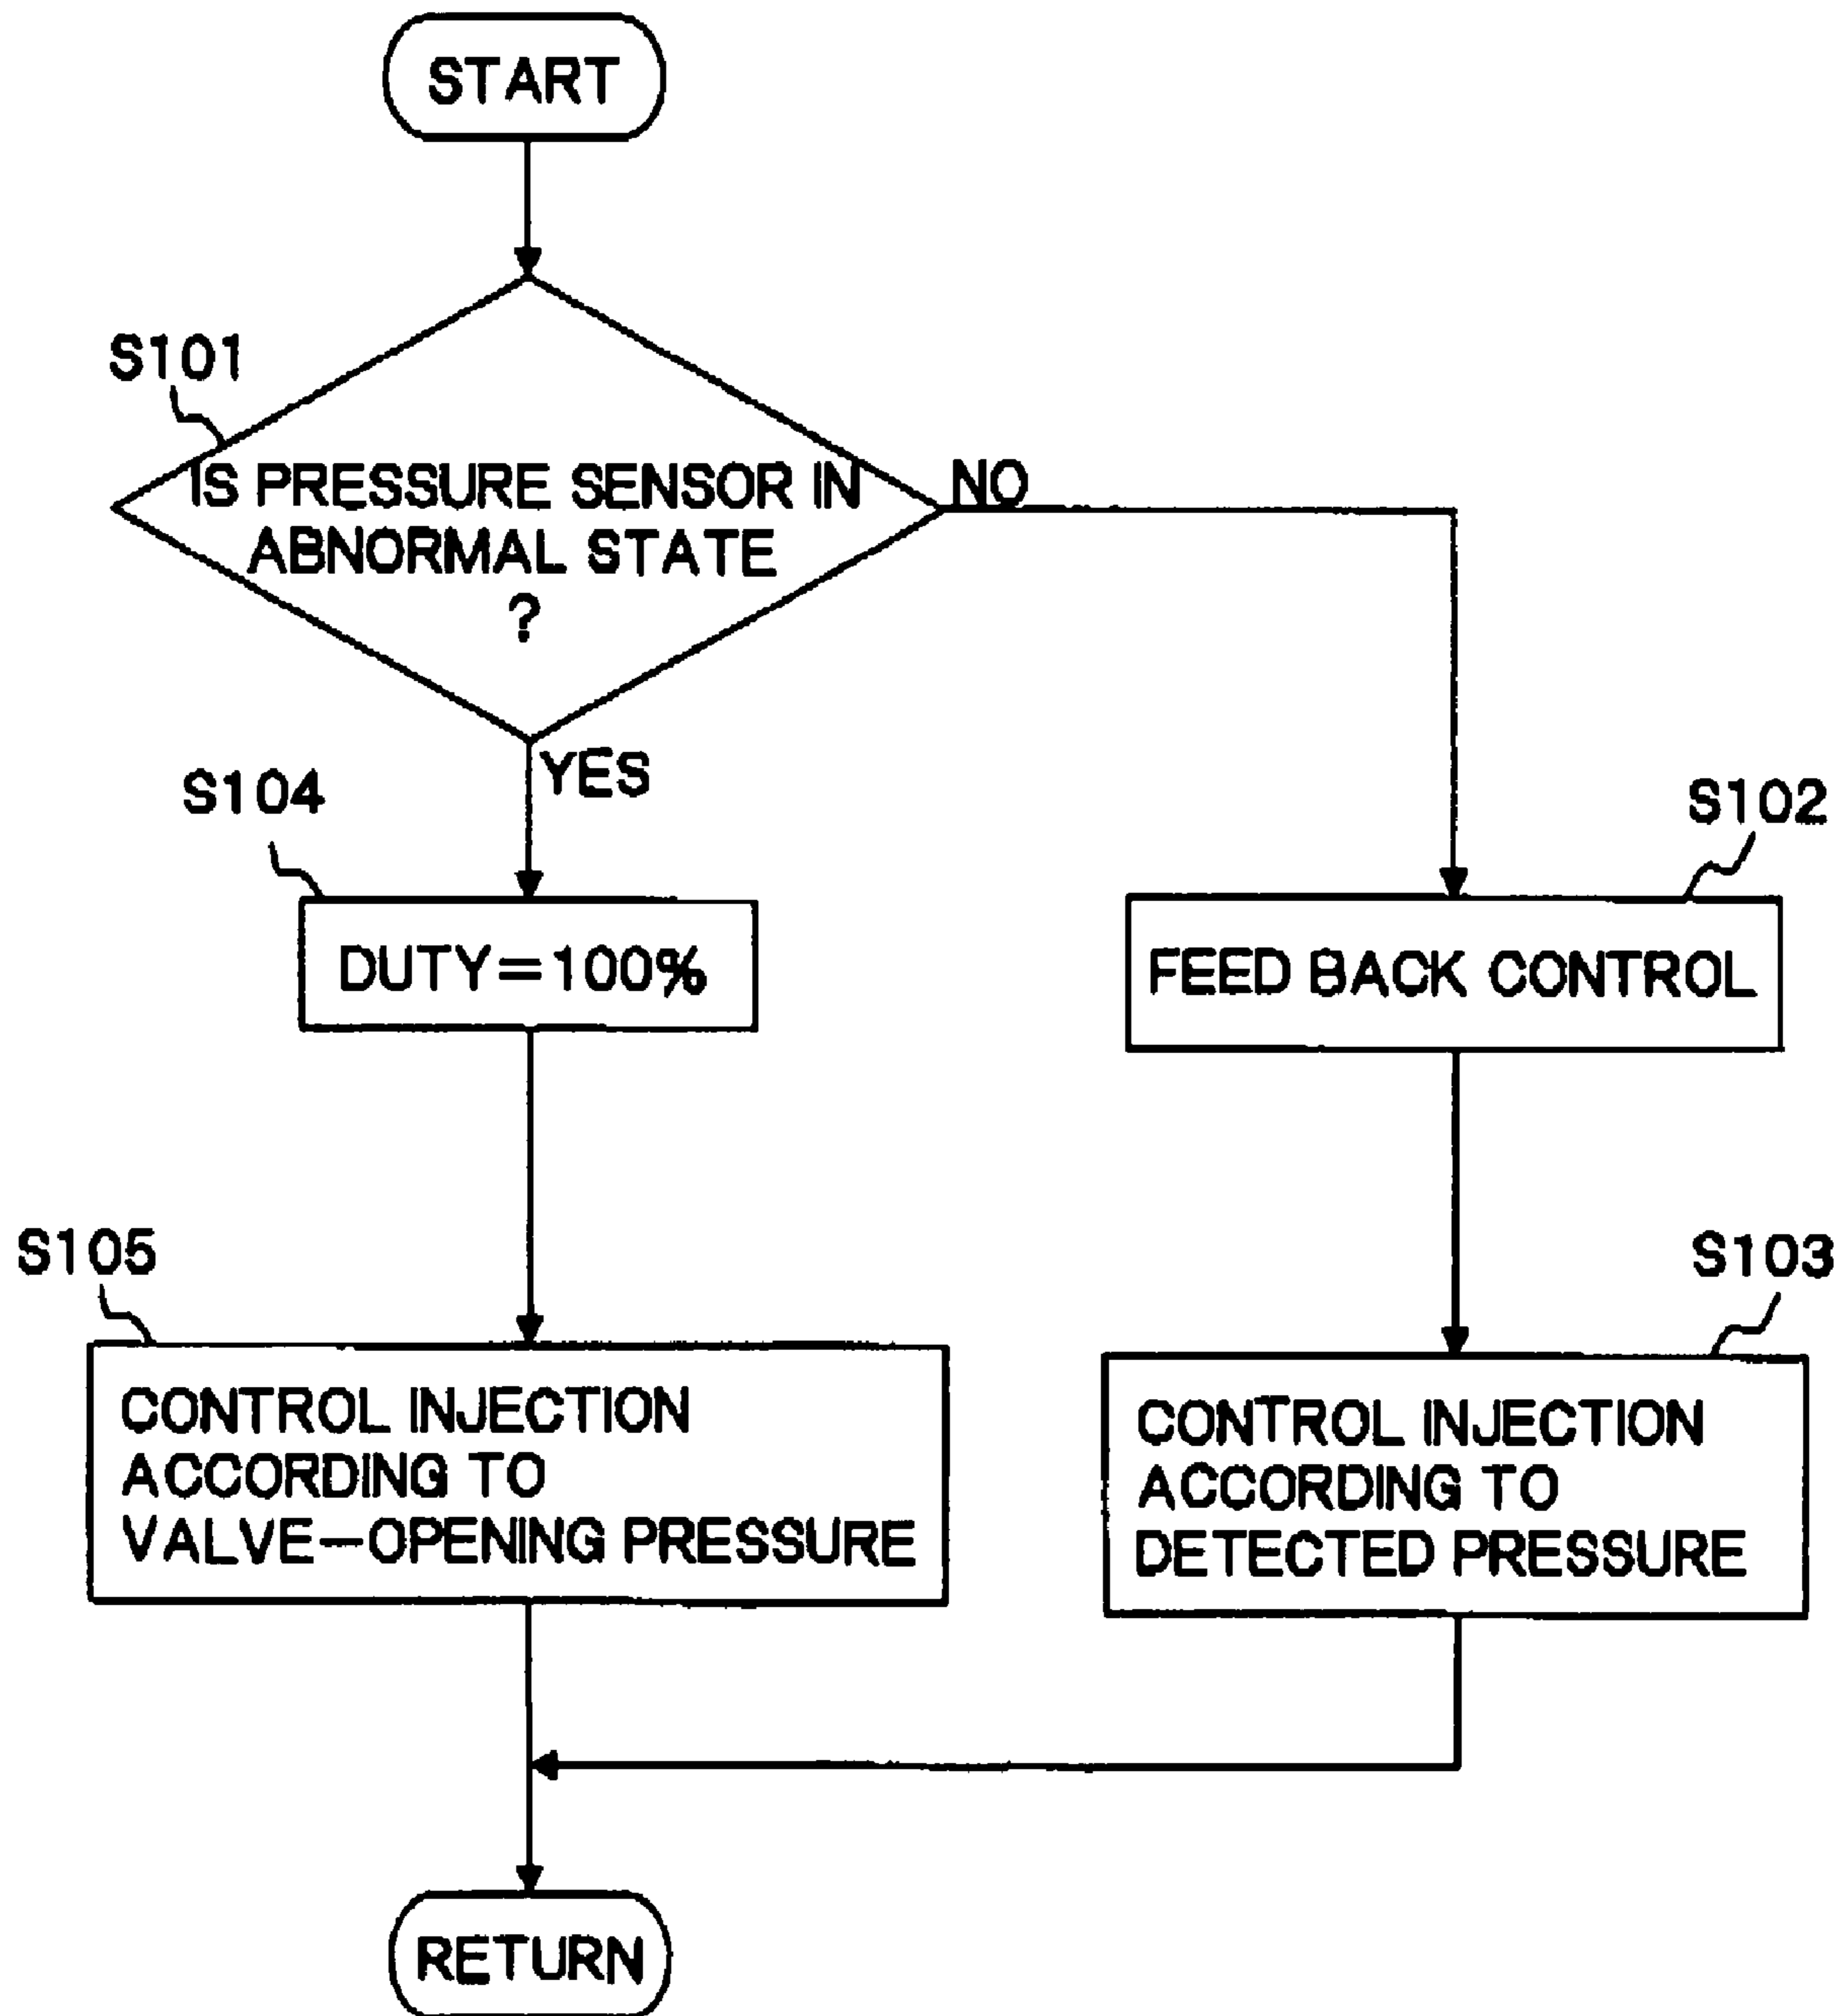 START
S101
IS PRESSURE SENSOR IN
ABNORMAL STATE
?
NO
YES
S104
S102
DUTY=100%
FEED BACK CONTROL
S105
S103
CONTROL INJECTION
ACCORDING TO
VALVE-OPENING PRESSURE
CONTROL INJECTION
ACCORDING TO
DETECTED PRESSURE
RETURN